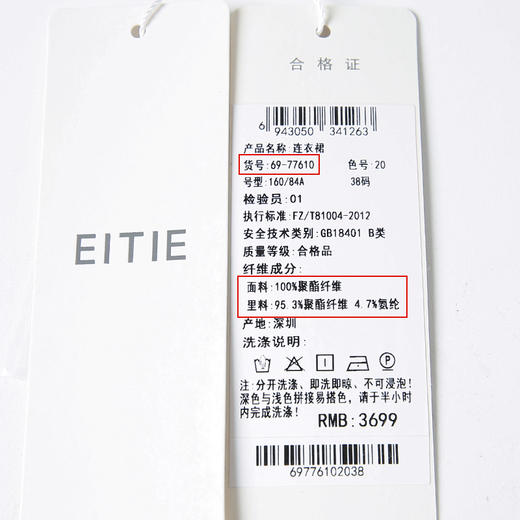 EITIE
合格证
6 943050 341263
产品名称:连衣裙
货号:69-77610 色号:20
号型:160/84A 38码
检验员:01
执行标准:FZ/T81004-2012
安全技术类别:GB18401 B类
质量等级:合格品
纤维成分:
面料:100%聚酯纤维
里料:95.3%聚酯纤维 4.7%氨纶
产地:深圳
洗涤说明:
P
注:分开洗涤、即洗即晾、不可浸泡!
深色与浅色拼接易搭色,请于半小时
内完成洗涤!
RMB:3699
69776102038